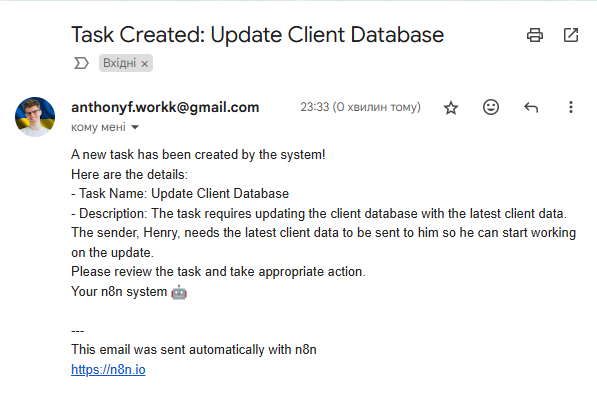 Task Created: Update Client Database
Вхідні ×
anthonyf.workk@gmail.com 23:33 (0 хвилин тому)
кому мені
A new task has been created by the system!
Here are the details:
- Task Name: Update Client Database
- Description: The task requires updating the client database with the latest client data.
The sender, Henry, needs the latest client data to be sent to him so he can start working
on the update.
Please review the task and take appropriate action.
Your n8n system 🤖
---
This email was sent automatically with n8n
https://n8n.io